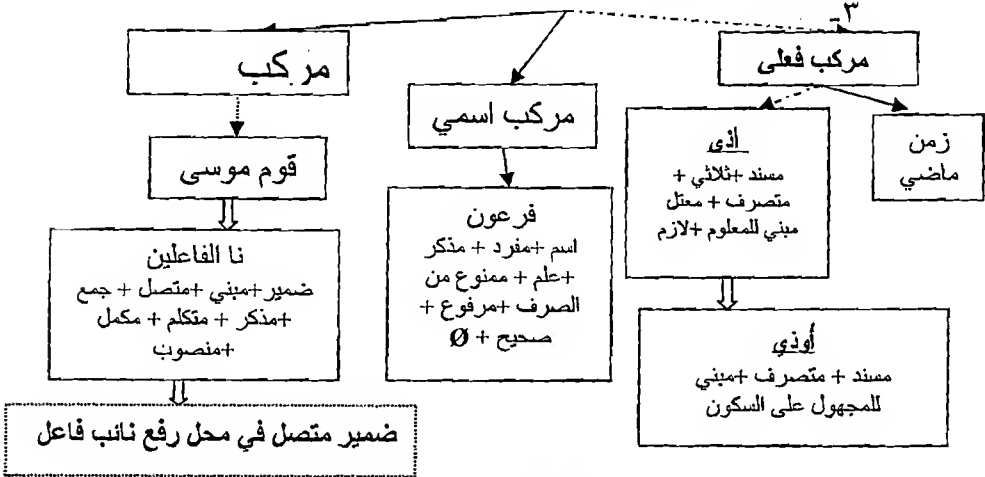 ٣-
مركب فعلى
زمن
ماضي
اذى
مسند +ثلاثي +
متصرف + معتل
مبني للمعلوم +لازم
أوذي
مسند + متصرف +مبني
للمجهول على السكون
مركب اسمي
فرعون
اسم +مفرد + مذكر
+علم + ممنوع من
الصرف +مرفوع +
صحيح + Ø
مركب
قوم موسى
نا الفاعلين
ضمير+مبني +متصل + جمع
+مذكر + متكلم + مكمل
+منصوب
ضمير متصل في محل رفع نائب فاعل